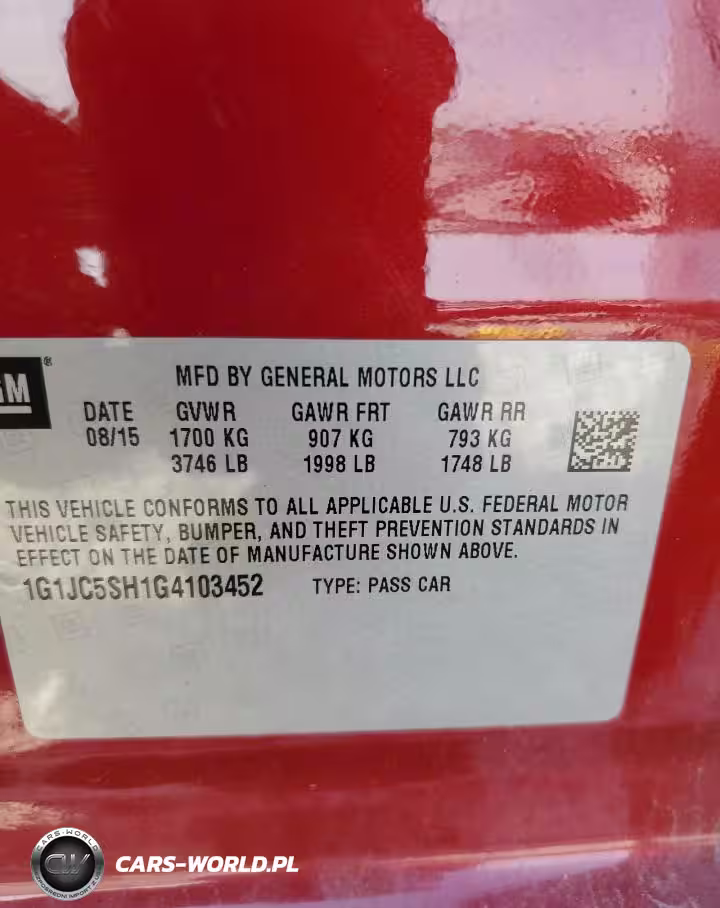 GM®
MFD BY GENERAL MOTORS LLC
DATE GVWR GAWR FRT GAWR RR
08/15 1700 KG 907 KG 793 KG
3746 LB 1998 LB 1748 LB
THIS VEHICLE CONFORMS TO ALL APPLICABLE U.S. FEDERAL MOTOR
VEHICLE SAFETY, BUMPER, AND THEFT PREVENTION STANDARDS IN
EFFECT ON THE DATE OF MANUFACTURE SHOWN ABOVE.
1G1JC5SH1G4103452 TYPE: PASS CAR
CARS-WORLD
CW
CARS-WORLD.PL